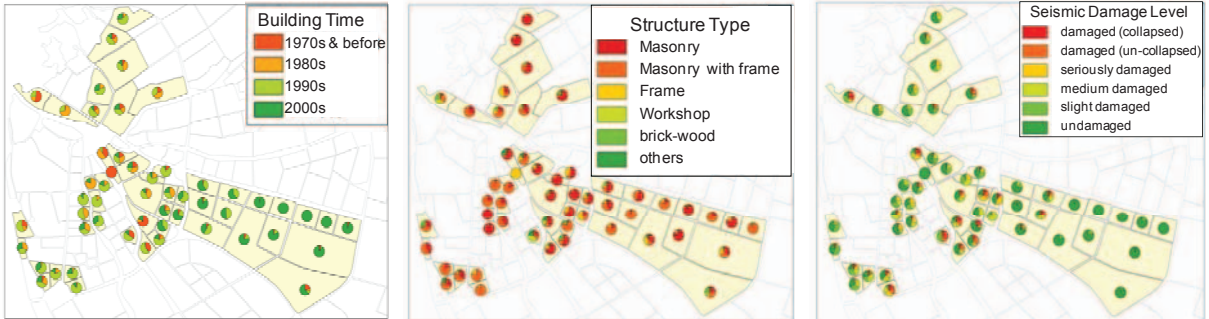 Building Time
1970s & before
1980s
1990s
2000s
Structure Type
Masonry
Masonry with frame
Frame
Workshop
brick-wood
others
Seismic Damage Level
damaged (collapsed)
damaged (un-collapsed)
seriously damaged
medium damaged
slight damaged
undamaged